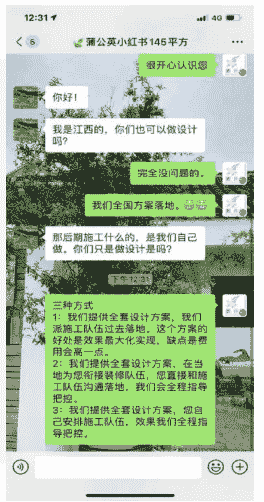 12:31
4G
6
🌿蒲公英小红书145平方
很开心认识您
你好！
我是江西的，你们也可以做设计
吗？
完全没问题的。
我们全国方案落地。
那后期施工什么的，是我们自己
做。你们只是做设计是吗？
下午12:31
三种方式
1：我们提供全套设计方案，我们
派施工队伍过去落地。这个方案的
好处是效果最大化实现，缺点是费
用会高一点。
2：我们提供全套设计方案，在当
地为您衔接装修队伍，您直接和施
工队伍沟通落地，我们会全程指导
把控。
3：我们提供全套设计方案，您自
己安排施工队伍，效果我们全程指
导把控。